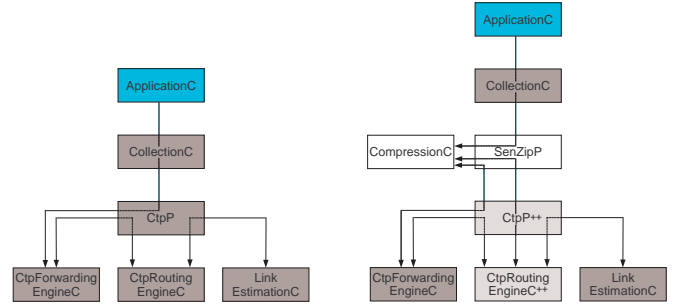 ApplicationC
CollectionC
CtpP
CtpForwarding
EngineC
CtpRouting
EngineC
Link
EstimationC
ApplicationC
CollectionC
CompressionC
SenZipP
CtpP++
CtpForwarding
EngineC
CtpRouting
EngineC++
Link
EstimationC